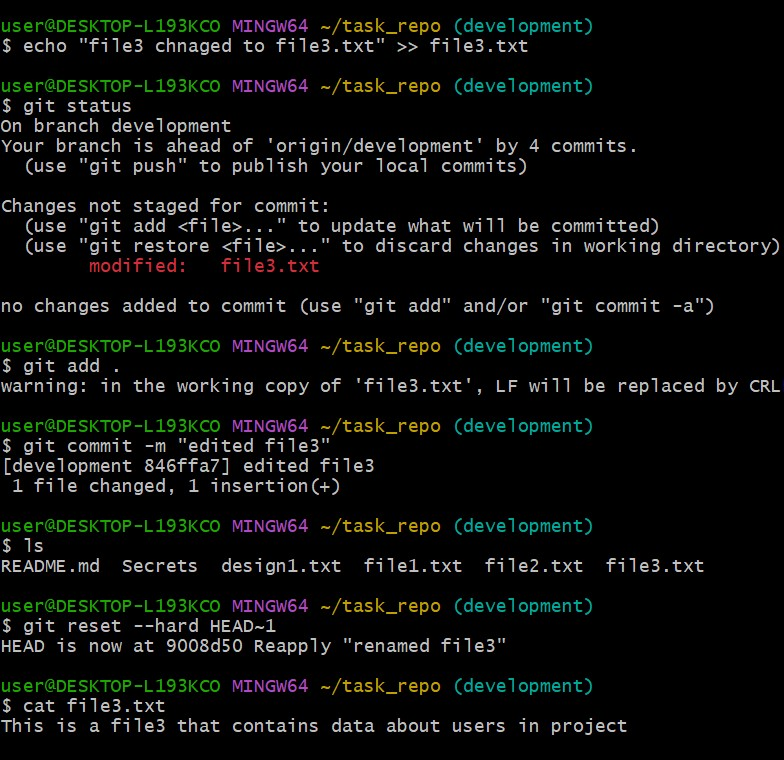 user@DESKTOP-L193KCO MINGW64 ~/task_repo (development)
$ echo "file3 chnaged to file3.txt" >> file3.txt
user@DESKTOP-L193KCO MINGW64 ~/task_repo (development)
$ git status
On branch development
Your branch is ahead of 'origin/development' by 4 commits.
  (use "git push" to publish your local commits)
Changes not staged for commit:
  (use "git add <file>..." to update what will be committed)
  (use "git restore <file>..." to discard changes in working directory)
        modified:   file3.txt
no changes added to commit (use "git add" and/or "git commit -a")
user@DESKTOP-L193KCO MINGW64 ~/task_repo (development)
$ git add .
warning: in the working copy of 'file3.txt', LF will be replaced by CRL
user@DESKTOP-L193KCO MINGW64 ~/task_repo (development)
$ git commit -m "edited file3"
[development 846ffa7] edited file3
 1 file changed, 1 insertion(+)
user@DESKTOP-L193KCO MINGW64 ~/task_repo (development)
$ ls
README.md  Secrets  design1.txt  file1.txt  file2.txt  file3.txt
user@DESKTOP-L193KCO MINGW64 ~/task_repo (development)
$ git reset --hard HEAD~1
HEAD is now at 9008d50 Reapply "renamed file3"
user@DESKTOP-L193KCO MINGW64 ~/task_repo (development)
$ cat file3.txt
This is a file3 that contains data about users in project